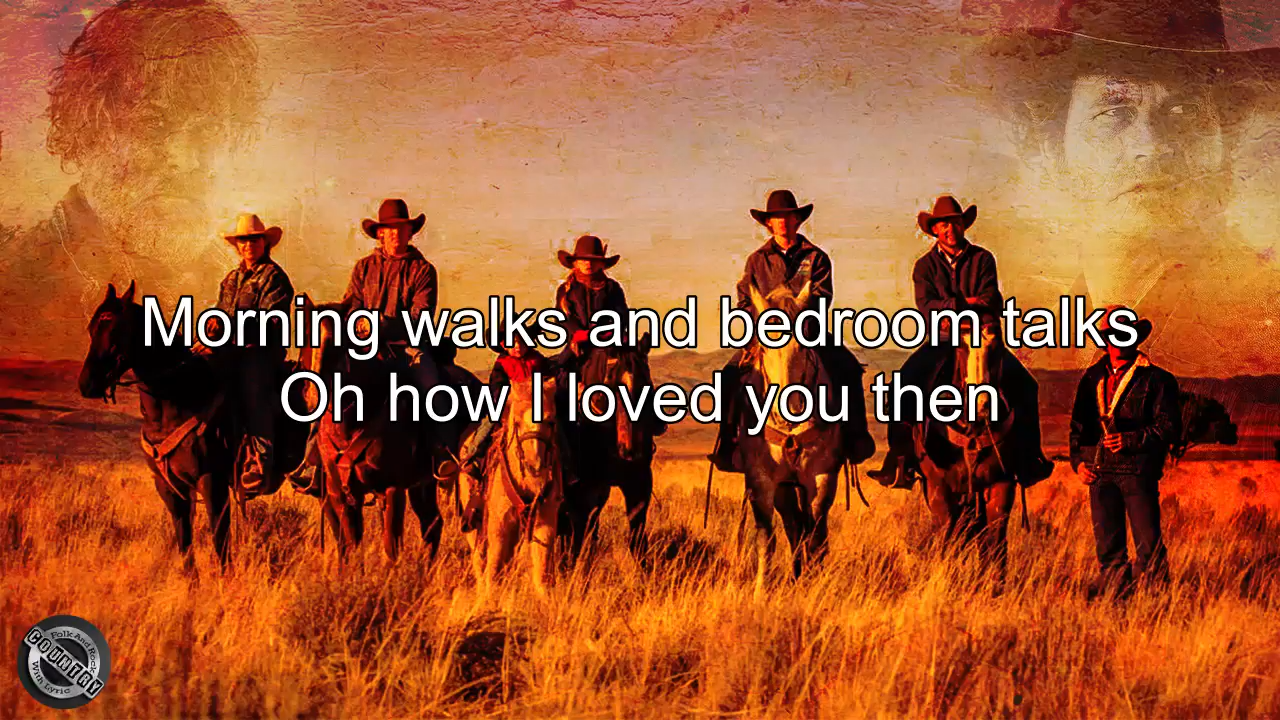 Morning walks and bedroom talks
Oh how I loved you then
Folk And Rock
COUNTRY
With Lyric